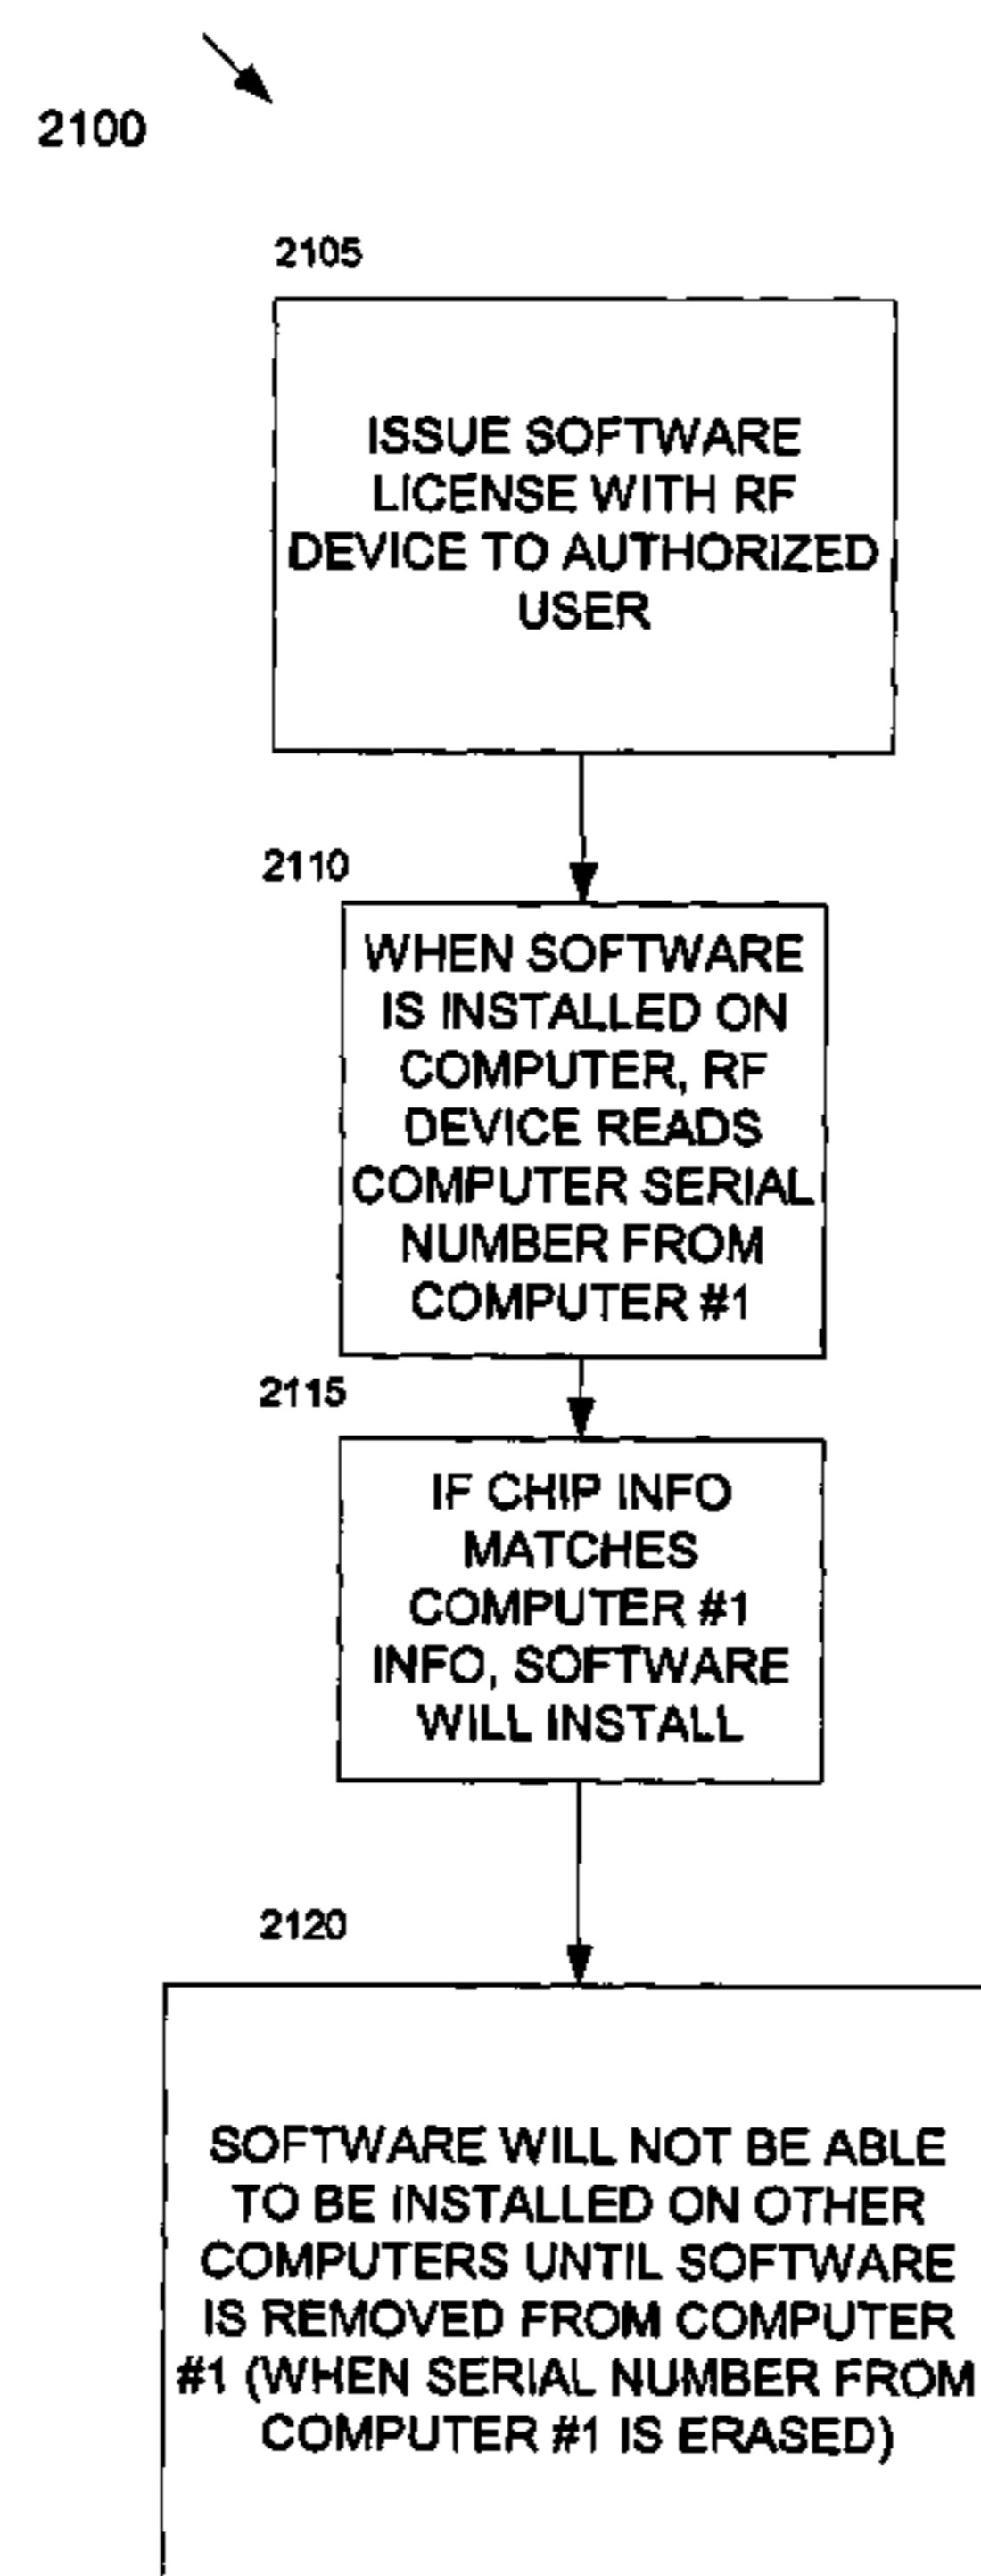 2100
2105
ISSUE SOFTWARE
LICENSE WITH RF
DEVICE TO AUTHORIZED
USER
2110
WHEN SOFTWARE
IS INSTALLED ON
COMPUTER, RF
DEVICE READS
COMPUTER SERIAL
NUMBER FROM
COMPUTER #1
2115
IF CHIP INFO
MATCHES
COMPUTER #1
INFO, SOFTWARE
WILL INSTALL
2120
SOFTWARE WILL NOT BE ABLE
TO BE INSTALLED ON OTHER
COMPUTERS UNTIL SOFTWARE
IS REMOVED FROM COMPUTER
#1 (WHEN SERIAL NUMBER FROM
COMPUTER #1 IS ERASED)